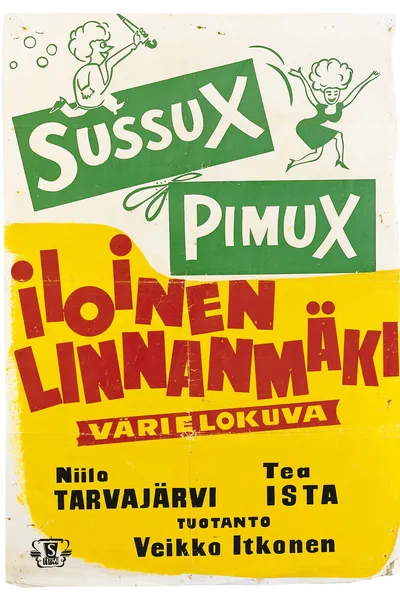 SUSSUX
PIMUX
iLOiNEN
LINNANMÄKI
VÄRIELOKUVA
Niilo
TARVAJÄRVI
Tea
ISTA
TUOTANTO
Veikko Itkonen
S